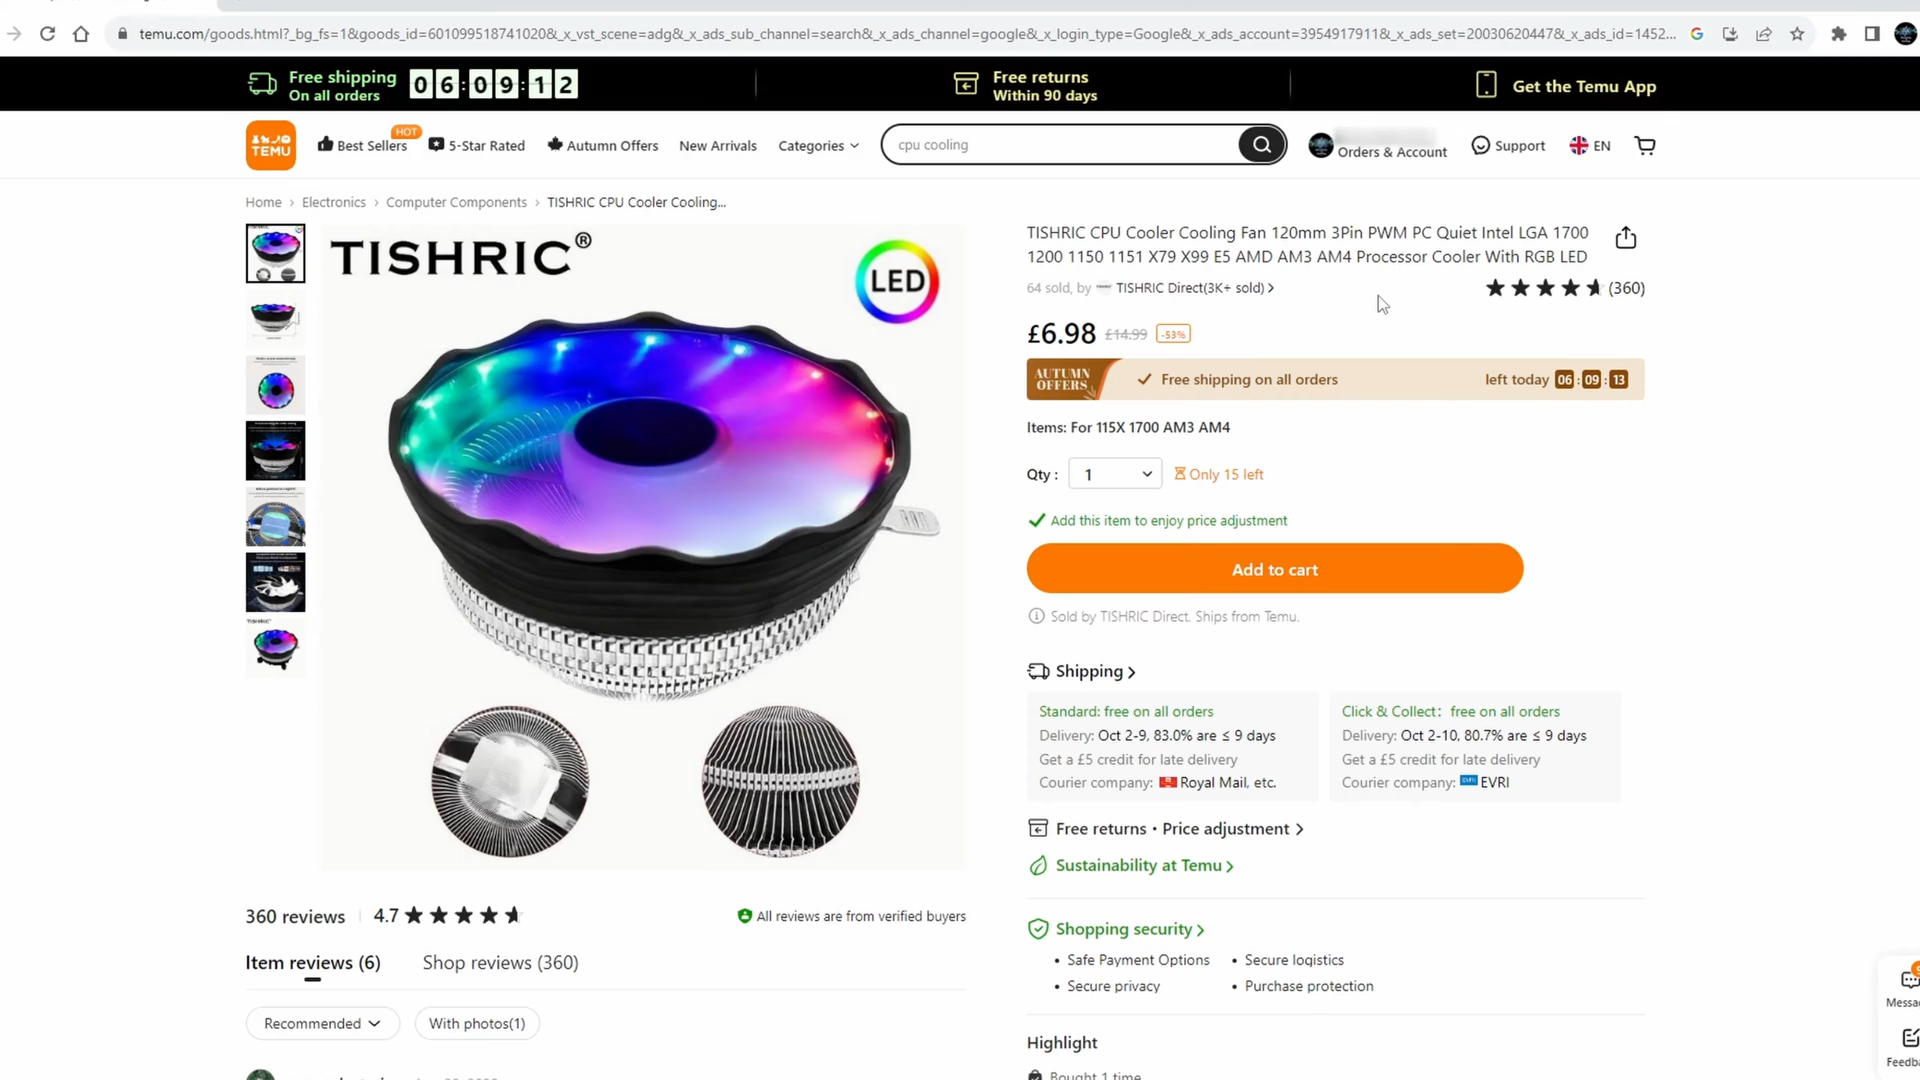 temu.com/goods.html?_bg_fs=1&goods_id=601099518741020&_x_vst_scene=adg&_x_ads_sub_channel=search&_x_ads_channel=google&_x_login_type=Google&_x_ads_account=3954917911&_x_ads_set=20030620447&_x_ads_id=1452...
Free shipping
On all orders
06:09:12
Free returns
Within 90 days
Get the Temu App
TEMU
Best Sellers
HOT
5-Star Rated
Autumn Offers
New Arrivals
Categories
cpu cooling
Orders & Account
Support
EN
Home › Electronics › Computer Components › TISHRIC CPU Cooler Cooling...
TISHRIC®
LED
TISHRIC CPU Cooler Cooling Fan 120mm 3Pin PWM PC Quiet Intel LGA 1700
1200 1150 1151 X79 X99 E5 AMD AM3 AM4 Processor Cooler With RGB LED
64 sold, by TISHRIC Direct(3K+ sold) ›
(360)
£6.98 £14.99 -53%
AUTUMN
OFFERS
Free shipping on all orders
left today 06:09:13
Items: For 115X 1700 AM3 AM4
Qty : 1
Only 15 left
Add this item to enjoy price adjustment
Add to cart
Sold by TISHRIC Direct. Ships from Temu.
Shipping ›
Standard: free on all orders
Delivery: Oct 2-9, 83.0% are ≤ 9 days
Get a £5 credit for late delivery
Courier company: Royal Mail, etc.
Click & Collect: free on all orders
Delivery: Oct 2-10, 80.7% are ≤ 9 days
Get a £5 credit for late delivery
Courier company: EVRI
Free returns • Price adjustment ›
Sustainability at Temu ›
360 reviews
4.7
All reviews are from verified buyers
Item reviews (6)
Shop reviews (360)
Recommended
With photos(1)
Shopping security ›
• Safe Payment Options
• Secure logistics
• Secure privacy
• Purchase protection
Highlight
Bought 1 time
Messa
Feedba